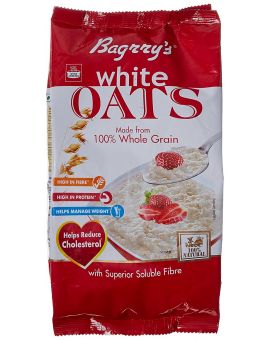 Bagrry's
white
OATS
Made from
100% Whole Grain
HIGH IN FIBRE*
HIGH IN PROTEIN*
HELPS MANAGE WEIGHT
Helps Reduce
Cholesterol
100%
NATURAL
with Superior Soluble Fibre